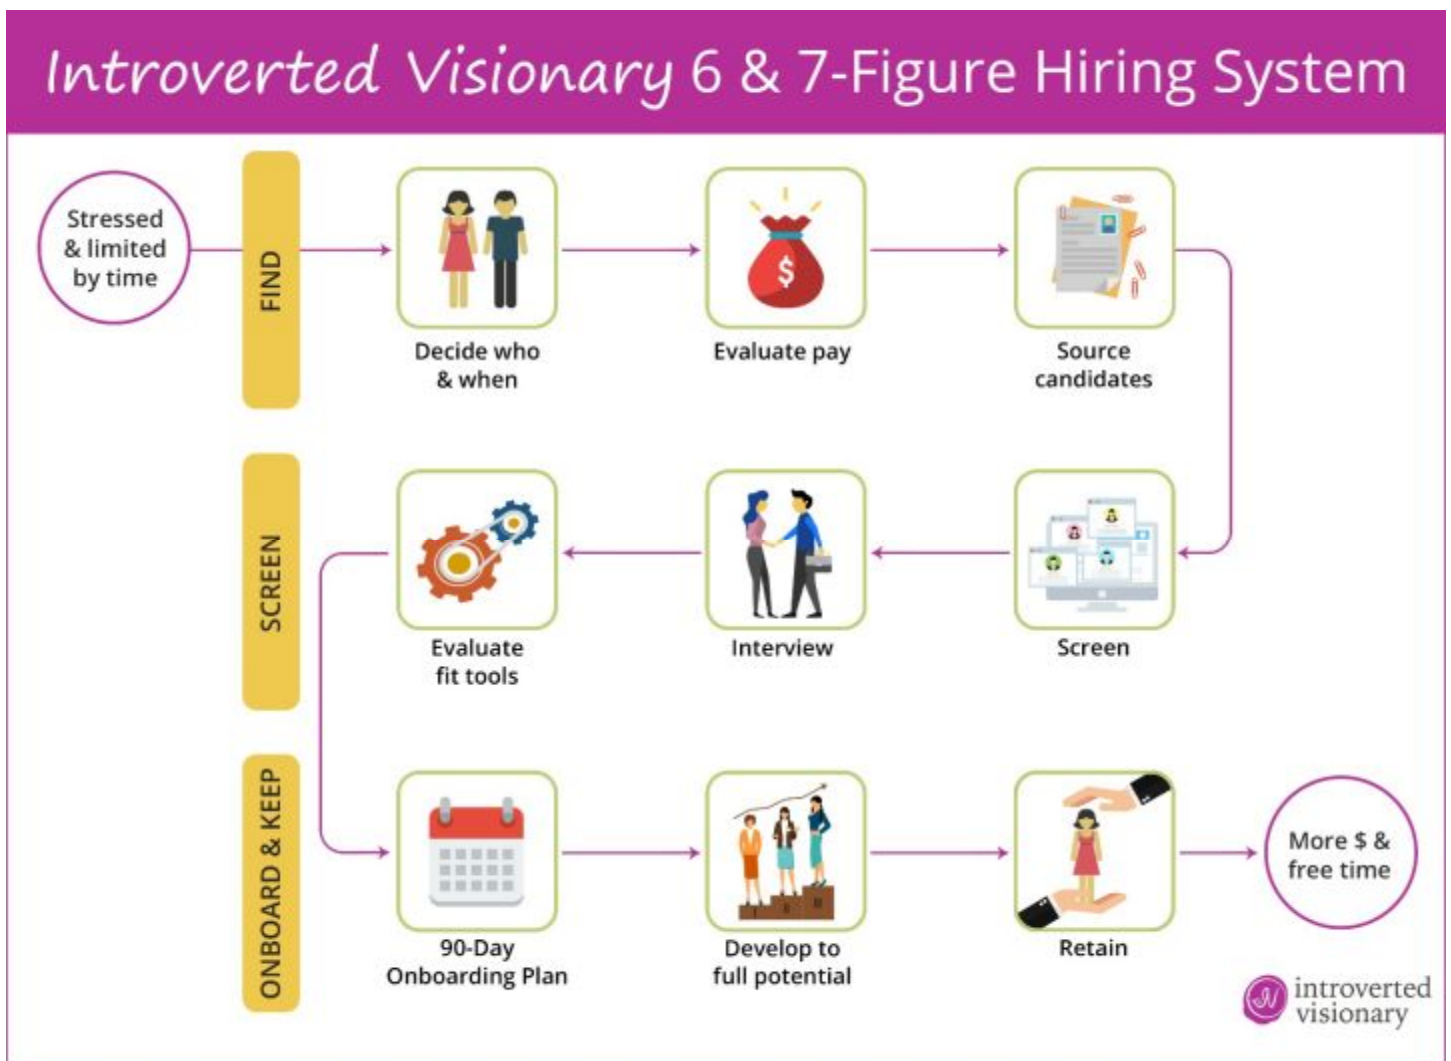 Introverted Visionary 6 & 7-Figure Hiring System
Stressed
& limited
by time
FIND
Decide who
& when
Evaluate pay
$
Source
candidates
SCREEN
Evaluate
fit tools
Interview
Screen
ONBOARD & KEEP
90-Day
Onboarding Plan
Develop to
full potential
Retain
More $ &
free time
introverted
visionary